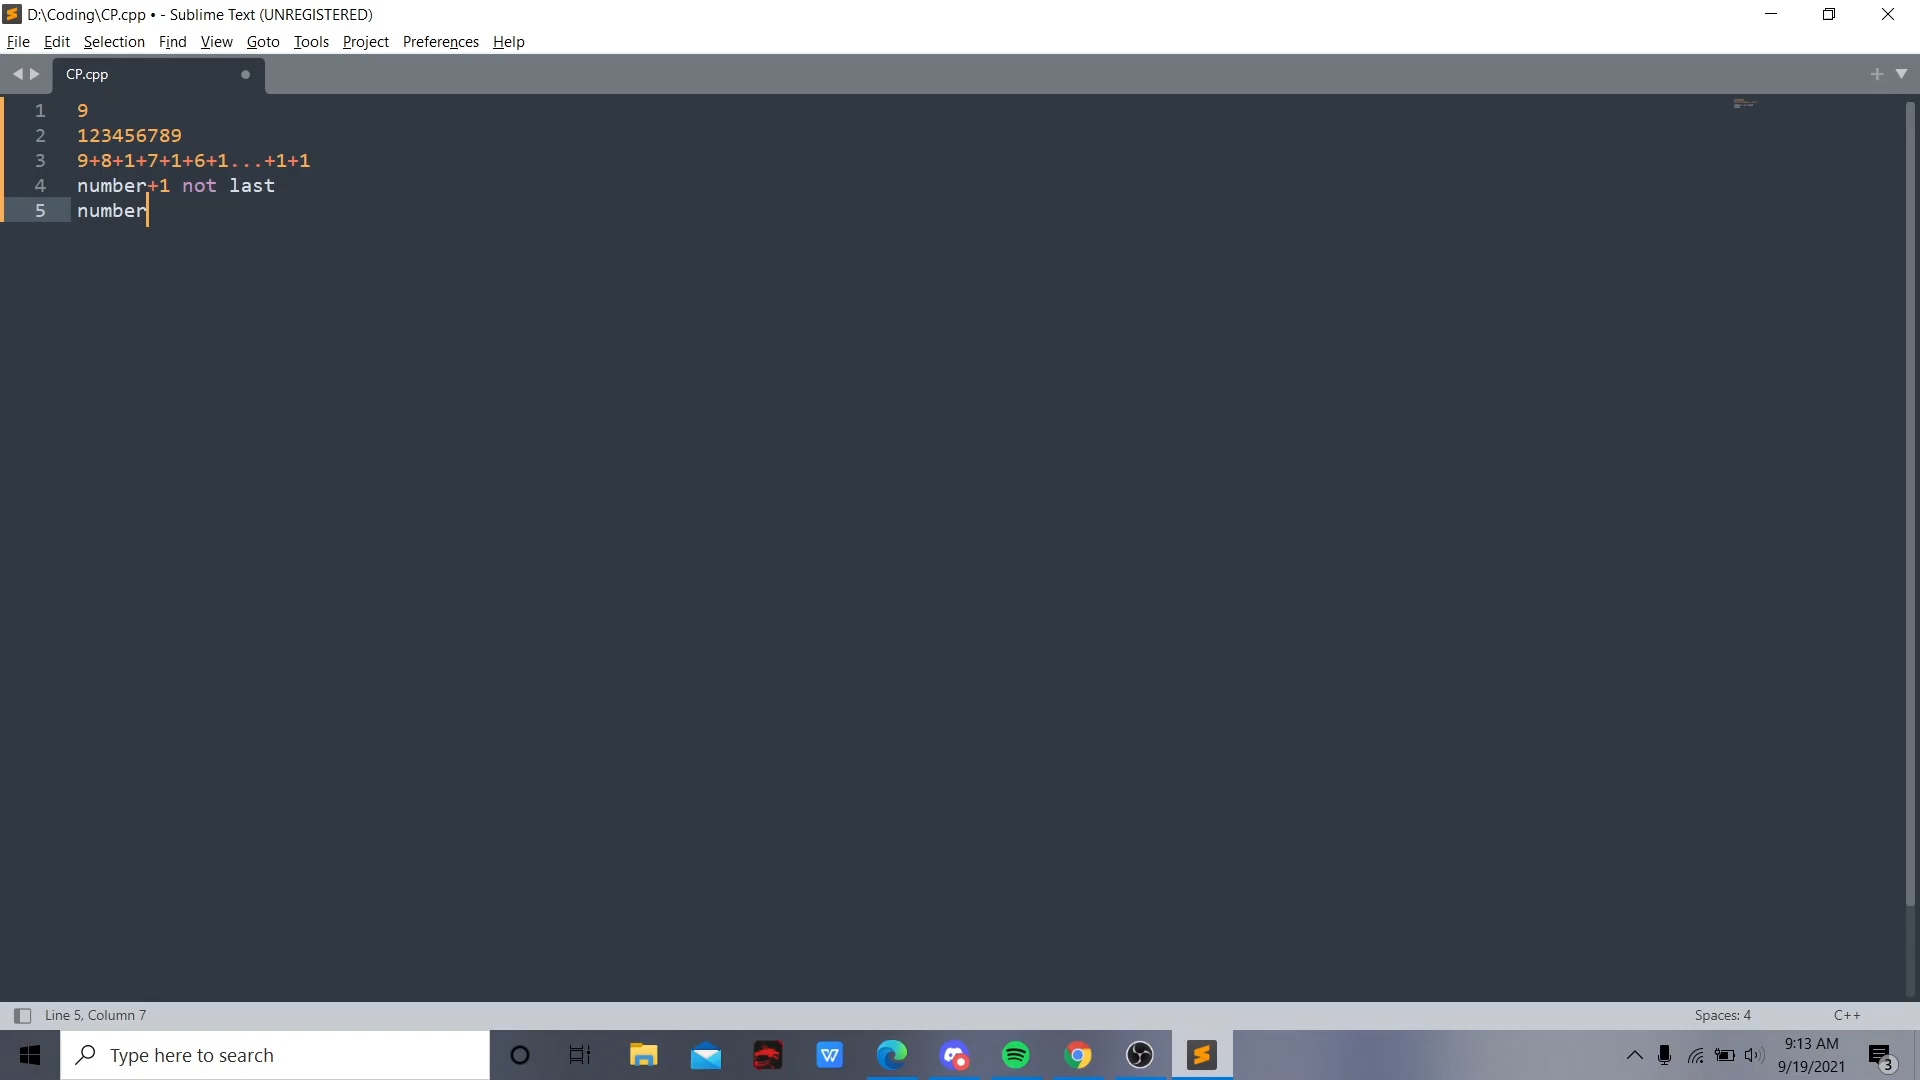 D:\Coding\CP.cpp • - Sublime Text (UNREGISTERED)
File Edit Selection Find View Goto Tools Project Preferences Help
CP.cpp
1 9
2 123456789
3 9+8+1+7+1+6+1...+1+1
4 number+1 not last
5 number
Line 5, Column 7
Spaces: 4
C++
Type here to search
W
9:13 AM
9/19/2021
3